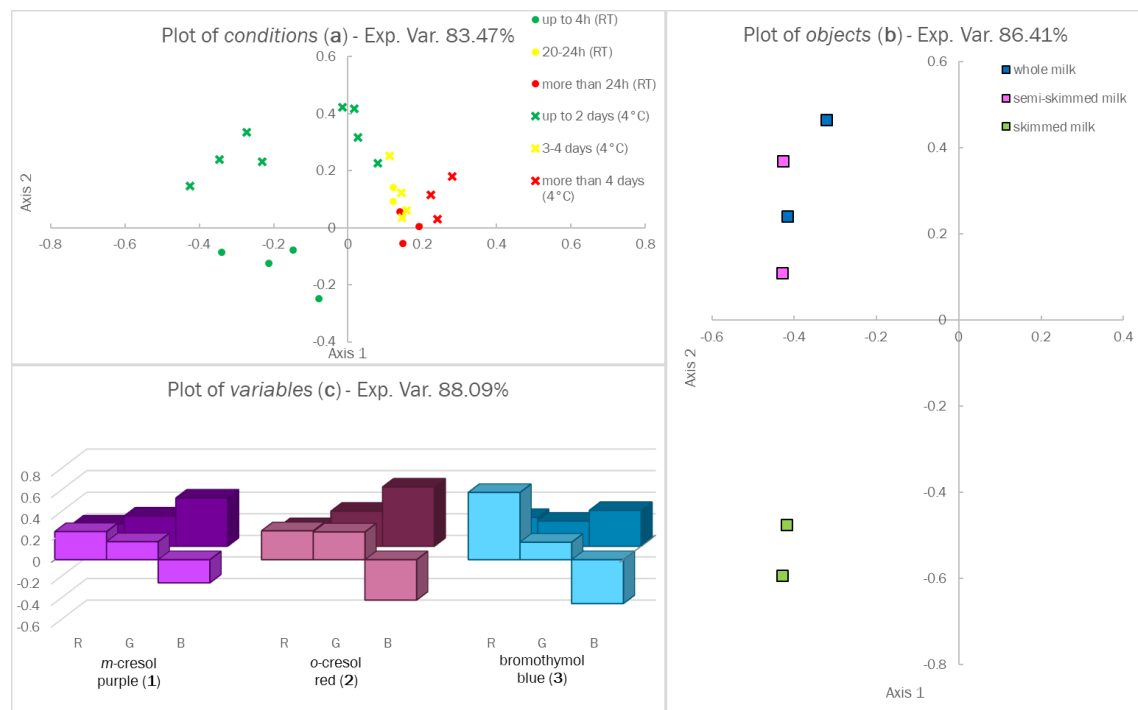 Plot of conditions (a) - Exp. Var. 83.47%
up to 4h (RT)
20-24h (RT)
more than 24h (RT)
up to 2 days (4°C)
3-4 days (4°C)
more than 4 days
(4°C)
0.6
0.4
0.2
0
-0.2
-0.4
-0.8
-0.6
-0.4
-0.2
0
0.2
0.4
0.6
0.8
Axis 2
Axis 1
Plot of objects (b) - Exp. Var. 86.41%
whole milk
semi-skimmed milk
skimmed milk
0.6
0.4
0.2
0
-0.2
-0.4
-0.6
-0.8
-0.6
-0.4
-0.2
0
0.2
0.4
Axis 2
Axis 1
Plot of variables (c) - Exp. Var. 88.09%
0.8
0.6
0.4
0.2
0
-0.2
-0.4
-0.6
R G B R G B R G B
m-cresol
purple (1)
o-cresol
red (2)
bromothymol
blue (3)